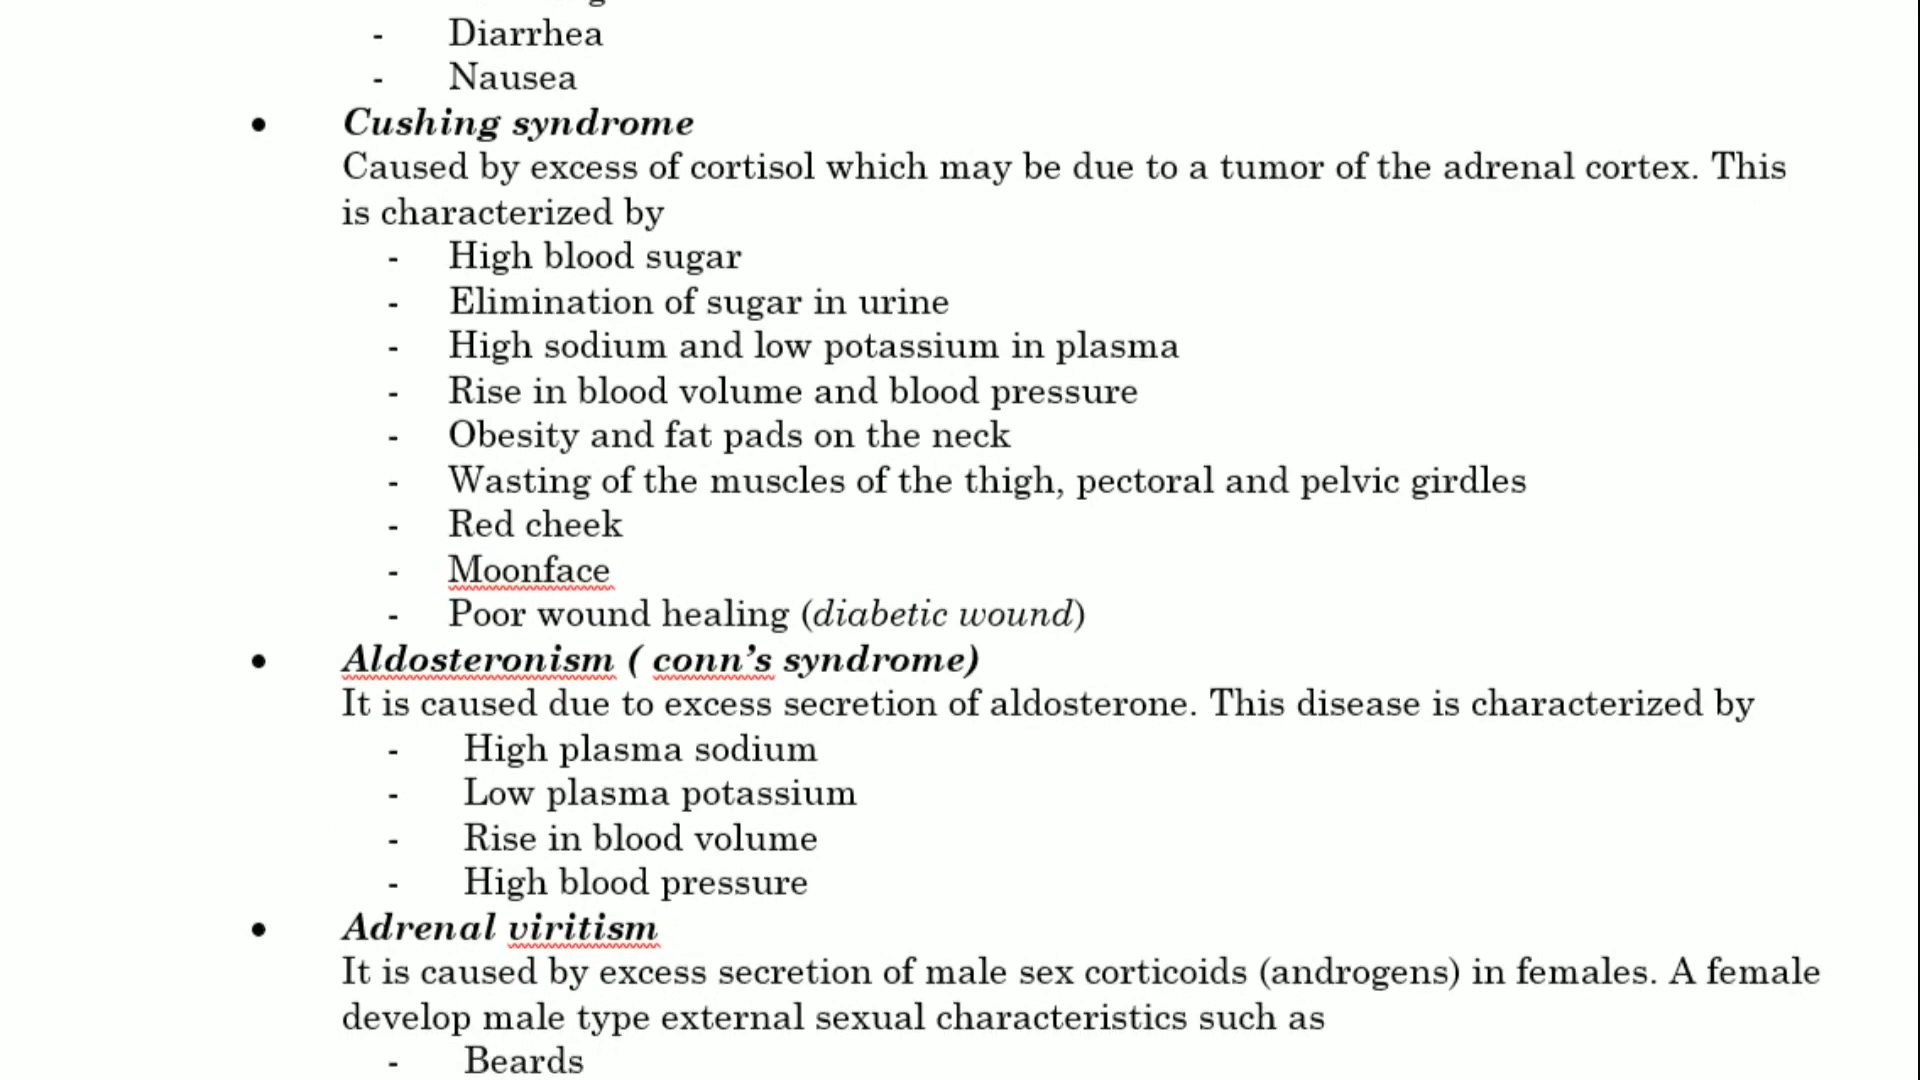 - Diarrhea
- Nausea
• Cushing syndrome
Caused by excess of cortisol which may be due to a tumor of the adrenal cortex. This
is characterized by
- High blood sugar
- Elimination of sugar in urine
- High sodium and low potassium in plasma
- Rise in blood volume and blood pressure
- Obesity and fat pads on the neck
- Wasting of the muscles of the thigh, pectoral and pelvic girdles
- Red cheek
- Moonface
- Poor wound healing (diabetic wound)
• Aldosteronism ( conn’s syndrome)
It is caused due to excess secretion of aldosterone. This disease is characterized by
- High plasma sodium
- Low plasma potassium
- Rise in blood volume
- High blood pressure
• Adrenal viritism
It is caused by excess secretion of male sex corticoids (androgens) in females. A female
develop male type external sexual characteristics such as
- Beards